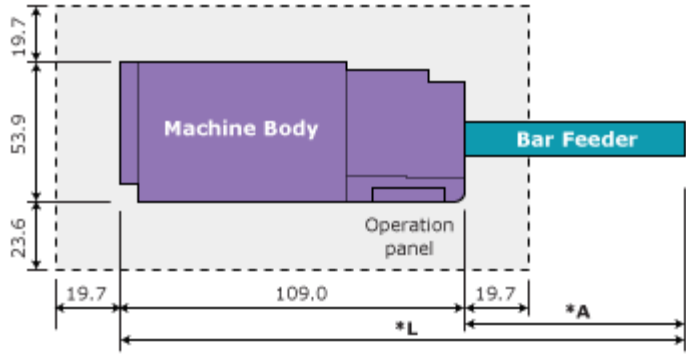 19.7
53.9
23.6
Machine Body
Bar Feeder
Operation
panel
19.7
109.0
19.7
*A
*L